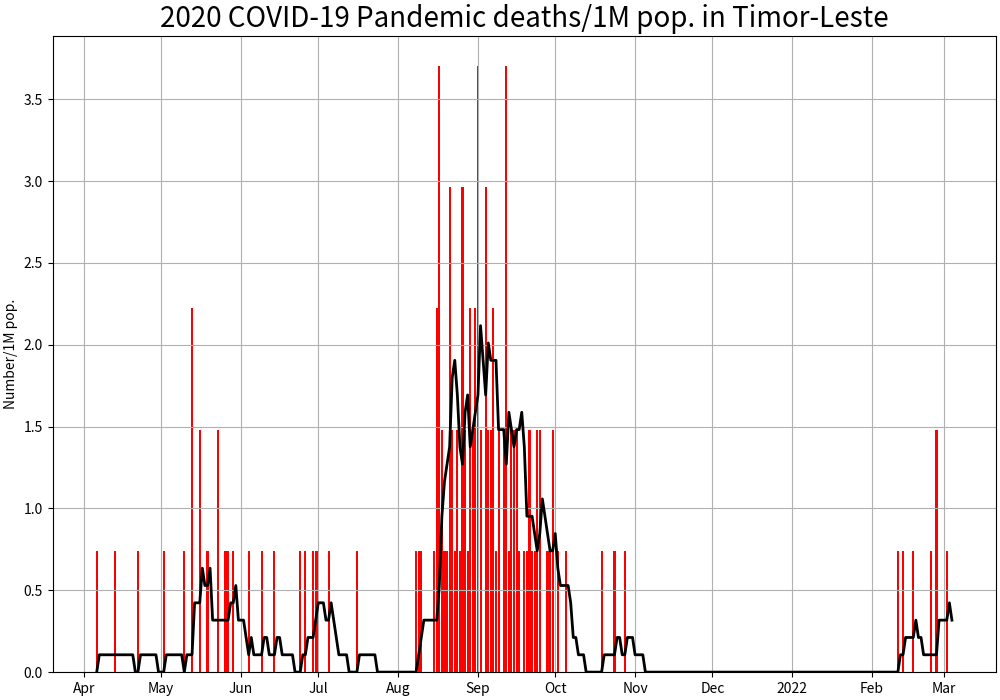 2020 COVID-19 Pandemic deaths/1M pop. in Timor-Leste
Number/1M pop.
3.5
3.0
2.5
2.0
1.5
1.0
0.5
0.0
Apr May Jun Jul Aug Sep Oct Nov Dec 2022 Feb Mar